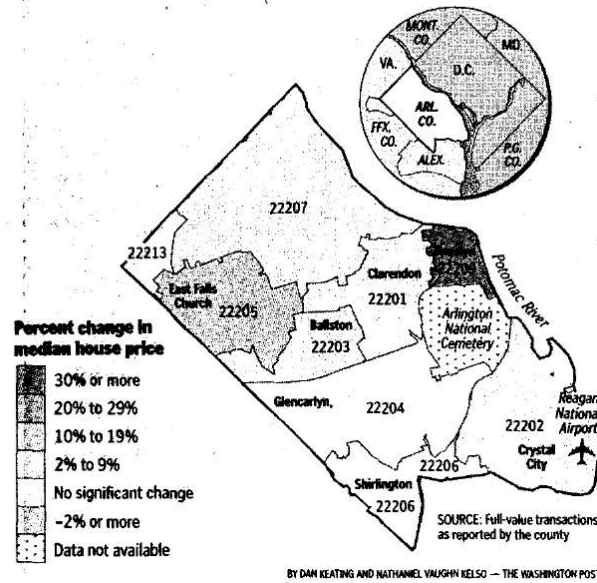 MONT.
CO.
MD.
VA.
D.C.
ARL.
CO.
FFX.
CO.
ALEX.
P.G.
CO.
22207
22213
East Falls
Church
22205
Clarendon
22201
Ballston
22203
Arlington
National
Cemetery
Potomac River
Glencarlyn,
22204
22202
Reagan
National
Airport
Crystal
City
22206
Shirlington
22206
Percent change in
median house price
30% or more
20% to 29%
10% to 19%
2% to 9%
No significant change
-2% or more
Data not available
SOURCE: Full-value transactions
as reported by the county
BY DAN KEATING AND NATHANIEL VAUGHN KELSO — THE WASHINGTON POST